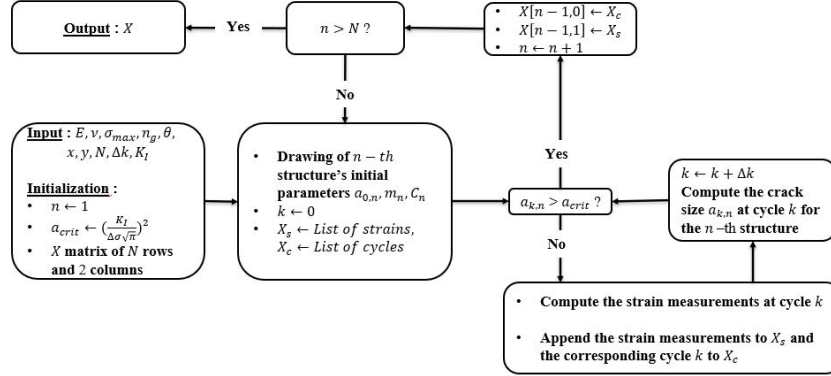 Output : X
Yes
n > N ?
• X[n − 1,0] ← X_c
• X[n − 1,1] ← X_s
• n ← n + 1
No
Input : E, ν, σ_max, n_g, θ,
x, y, N, Δk, K_I
Initialization :
• n ← 1
• a_crit ← (K_I / Δσ√π)²
• X matrix of N rows
and 2 columns
• Drawing of n − th
structure's initial
parameters a_0,n, m_n, C_n
• k ← 0
• X_s ← List of strains,
X_c ← List of cycles
Yes
a_k,n > a_crit ?
No
k ← k + Δk
Compute the crack
size a_k,n at cycle k for
the n −th structure
• Compute the strain measurements at cycle k
• Append the strain measurements to X_s and
the corresponding cycle k to X_c